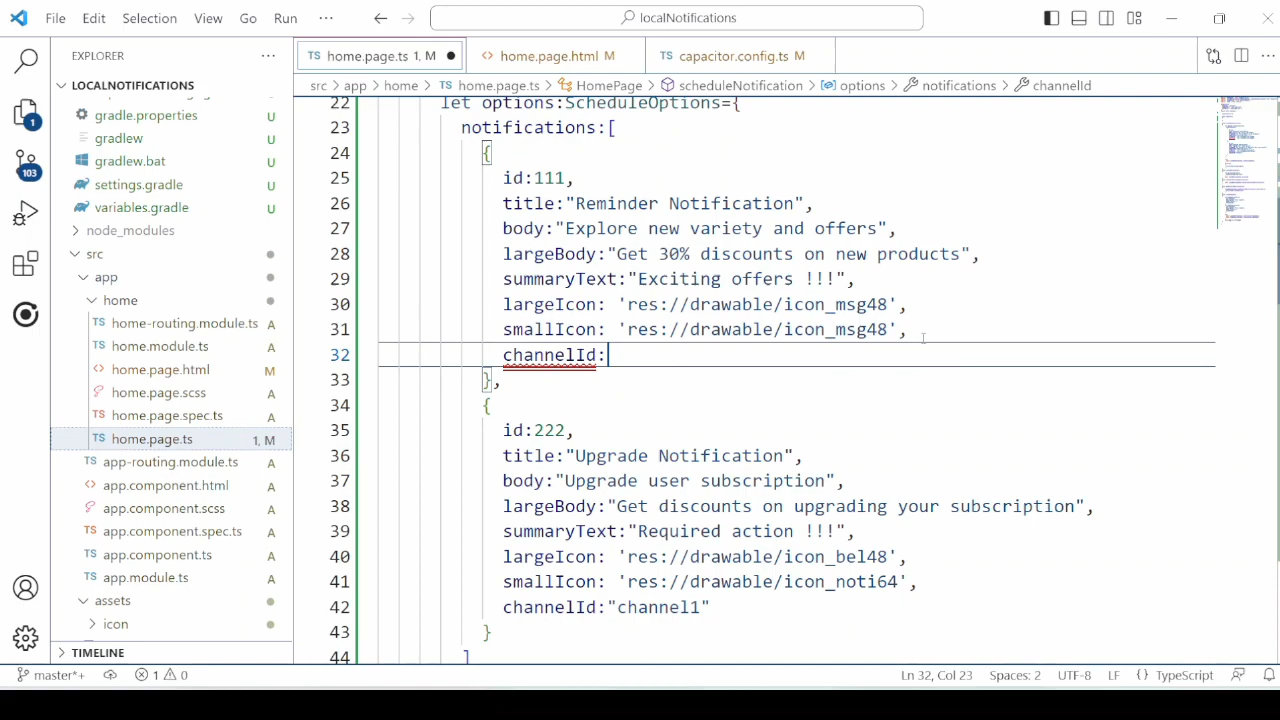 File Edit Selection View Go Run ··· localNotifications
EXPLORER ···
LOCALNOTIFICATIONS
gradle.properties U
gradlew U
gradlew.bat U
settings.gradle U
variables.gradle U
node_modules
src
app
home
home-routing.module.ts A
home.module.ts A
home.page.html M
home.page.scss A
home.page.spec.ts A
home.page.ts 1, M
app-routing.module.ts A
app.component.html A
app.component.scss A
app.component.spec.ts A
app.component.ts A
app.module.ts A
assets
icon
TIMELINE
1
103
TS home.page.ts 1, M
<> home.page.html M
TS capacitor.config.ts M
src > app > home > TS home.page.ts > HomePage > scheduleNotification > options > notifications > channelId
22 let options:ScheduleOptions={
23 notifications:[
24 {
25 id:111,
26 title:"Reminder Notification",
27 body:"Explore new variety and offers",
28 largeBody:"Get 30% discounts on new products",
29 summaryText:"Exciting offers !!!",
30 largeIcon: 'res://drawable/icon_msg48',
31 smallIcon: 'res://drawable/icon_msg48',
32 channelId:
33 },
34 {
35 id:222,
36 title:"Upgrade Notification",
37 body:"Upgrade user subscription",
38 largeBody:"Get discounts on upgrading your subscription",
39 summaryText:"Required action !!!",
40 largeIcon: 'res://drawable/icon_bel48',
41 smallIcon: 'res://drawable/icon_noti64',
42 channelId:"channel1"
43 }
44 ]
master*+ 1 0 Ln 32, Col 23 Spaces: 2 UTF-8 LF {} TypeScript